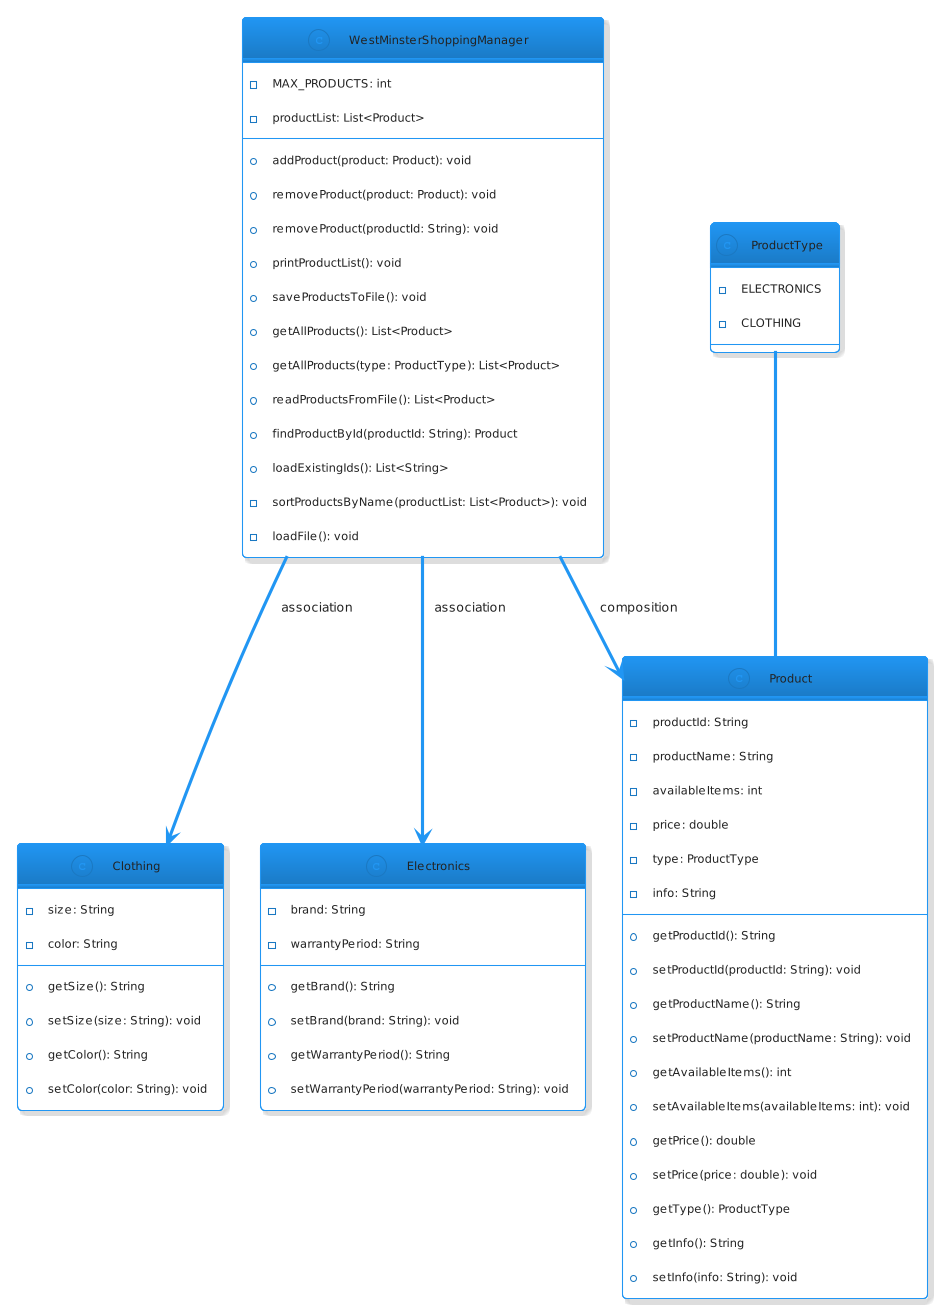 WestMinsterShoppingManager
MAX_PRODUCTS: int
productList: List<Product>
addProduct(product: Product): void
removeProduct(product: Product): void
removeProduct(productId: String): void
printProductList(): void
saveProductsToFile(): void
getAllProducts(): List<Product>
getAllProducts(type: ProductType): List<Product>
readProductsFromFile(): List<Product>
findProductById(productId: String): Product
loadExistingIds(): List<String>
sortProductsByName(productList: List<Product>): void
loadFile(): void
ProductType
ELECTRONICS
CLOTHING
association
association
composition
C Clothing
size: String
color: String
getSize(): String
setSize(size: String): void
getColor(): String
setColor(color: String): void
C Electronics
brand: String
warrantyPeriod: String
getBrand(): String
setBrand(brand: String): void
getWarrantyPeriod(): String
setWarrantyPeriod(warrantyPeriod: String): void
C Product
productId: String
productName: String
availableItems: int
price: double
type: ProductType
info: String
getProductId(): String
setProductId(productId: String): void
getProductName(): String
setProductName(productName: String): void
getAvailableItems(): int
setAvailableItems(availableItems: int): void
getPrice(): double
setPrice(price: double): void
getType(): ProductType
getInfo(): String
setInfo(info: String): void